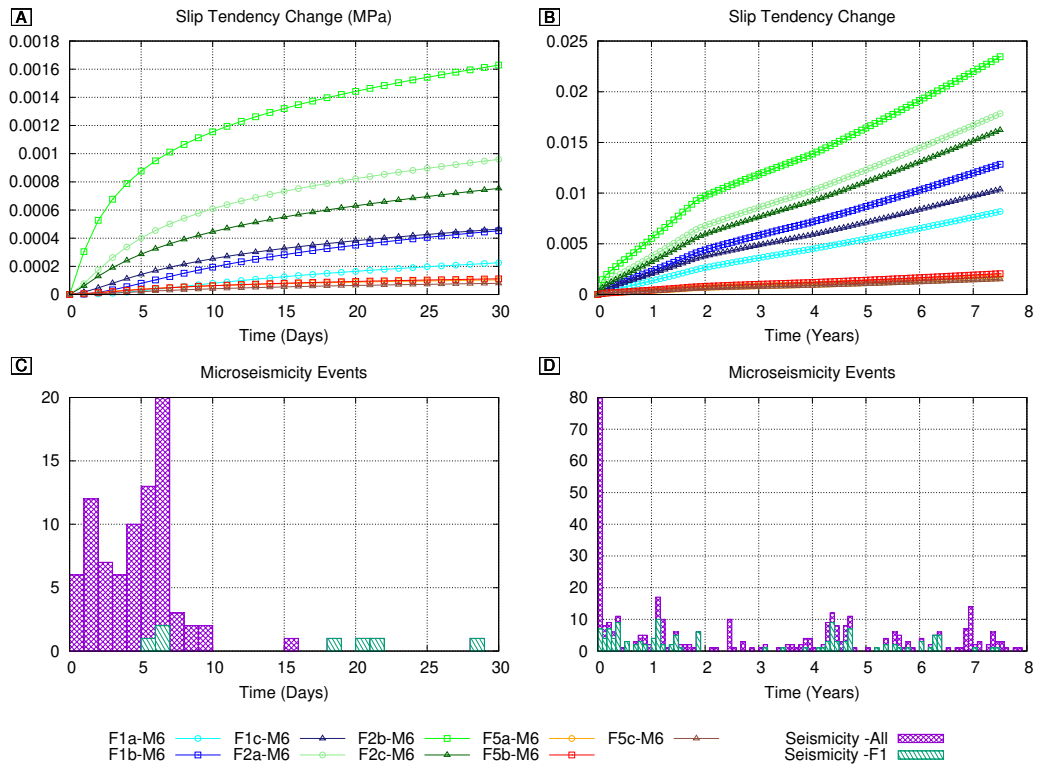 A Slip Tendency Change (MPa)
0.0018
0.0016
0.0014
0.0012
0.001
0.0008
0.0006
0.0004
0.0002
0
0 5 10 15 20 25 30
Time (Days)
B Slip Tendency Change
0.025
0.02
0.015
0.01
0.005
0
0 1 2 3 4 5 6 7 8
Time (Years)
C Microseismicity Events
20
15
10
5
0
0 5 10 15 20 25 30
Time (Days)
D Microseismicity Events
80
70
60
50
40
30
20
10
0
0 1 2 3 4 5 6 7 8
Time (Years)
F1a-M6 F1c-M6 F2b-M6 F5a-M6 F5c-M6 Seismicity -All
F1b-M6 F2a-M6 F2c-M6 F5b-M6 Seismicity -F1